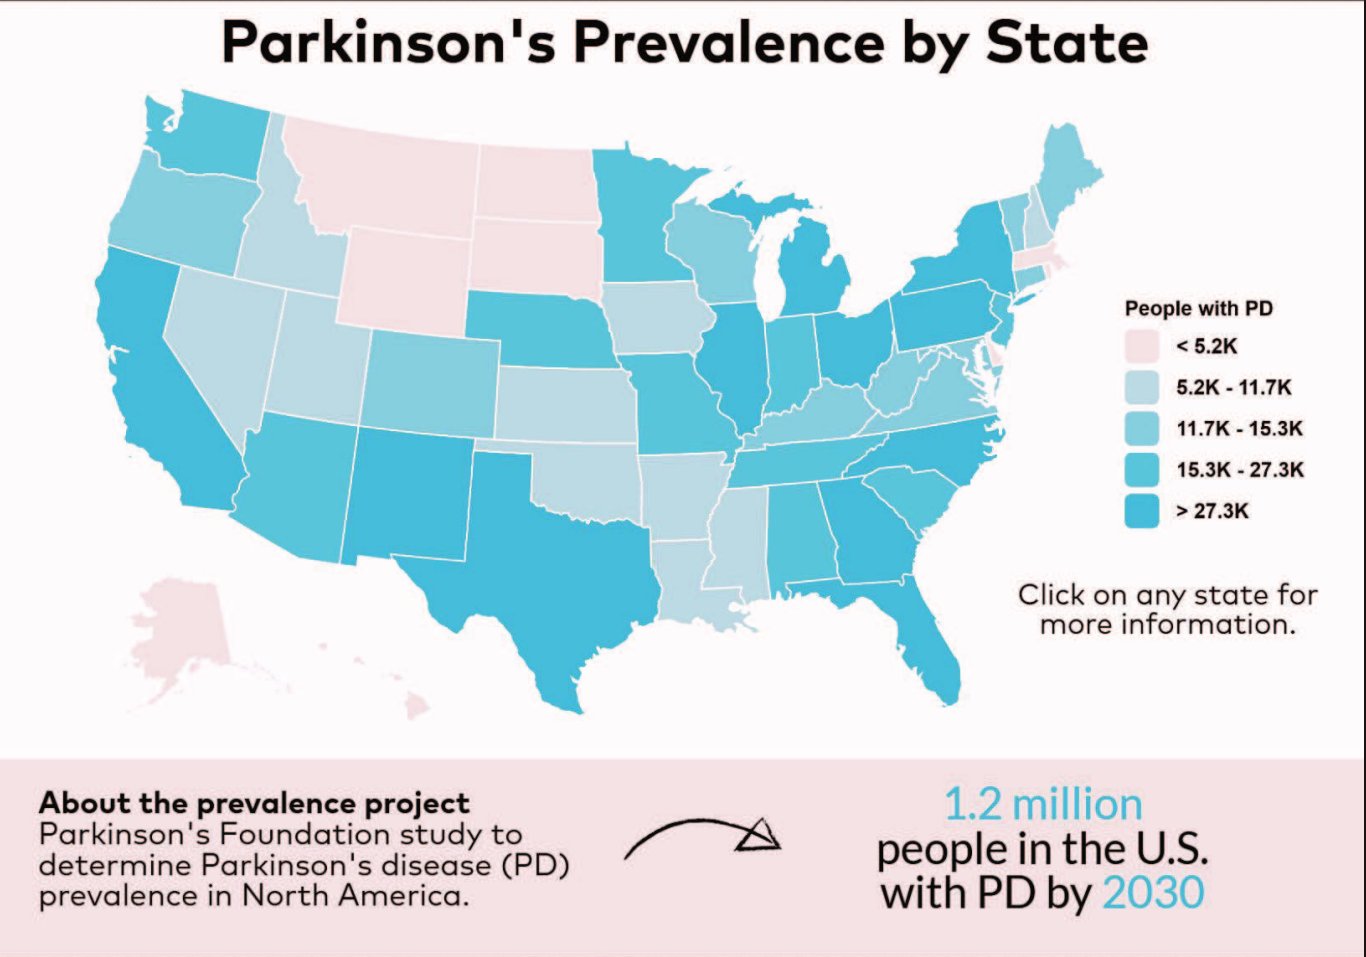 Parkinson's Prevalence by State
People with PD
< 5.2K
5.2K - 11.7K
11.7K - 15.3K
15.3K - 27.3K
> 27.3K
Click on any state for
more information.
About the prevalence project
Parkinson's Foundation study to
determine Parkinson's disease (PD)
prevalence in North America.
1.2 million
people in the U.S.
with PD by 2030